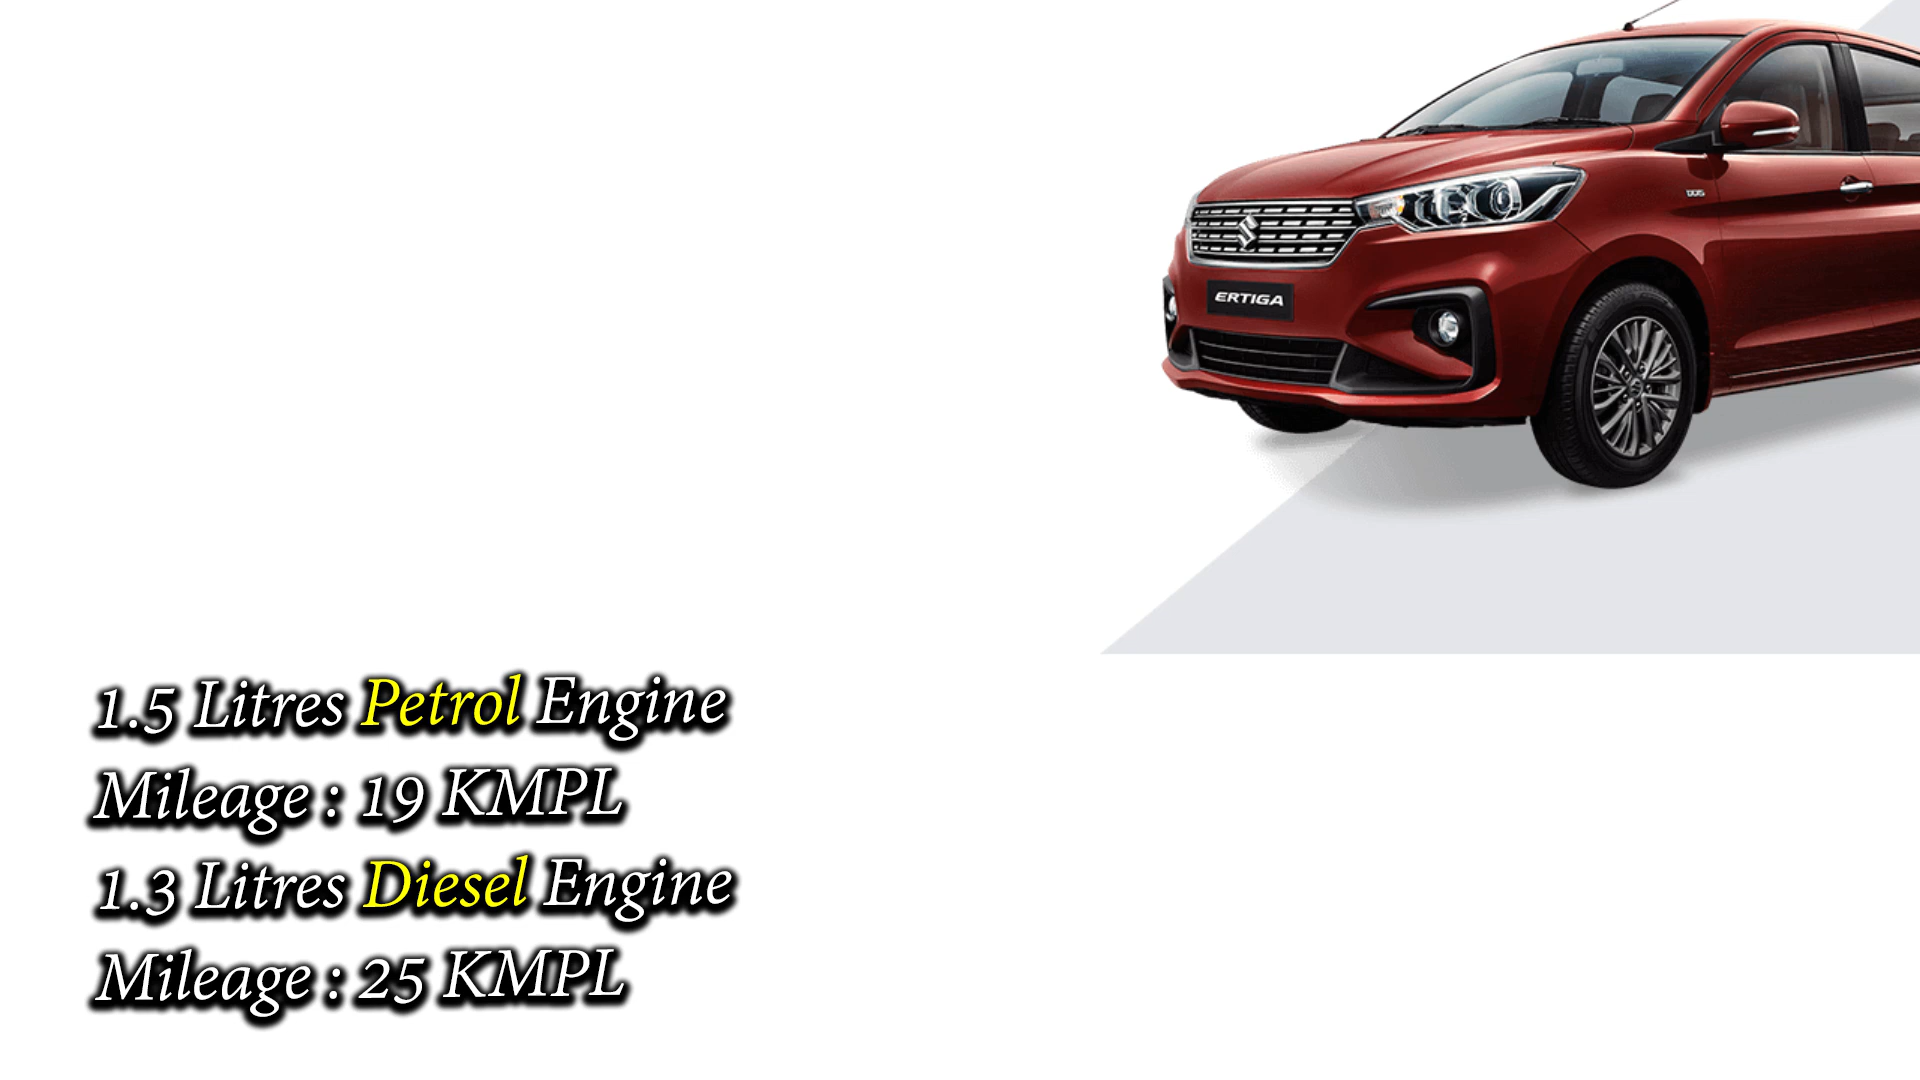 ERTIGA
1.5 Litres Petrol Engine
Mileage : 19 KMPL
1.3 Litres Diesel Engine
Mileage : 25 KMPL